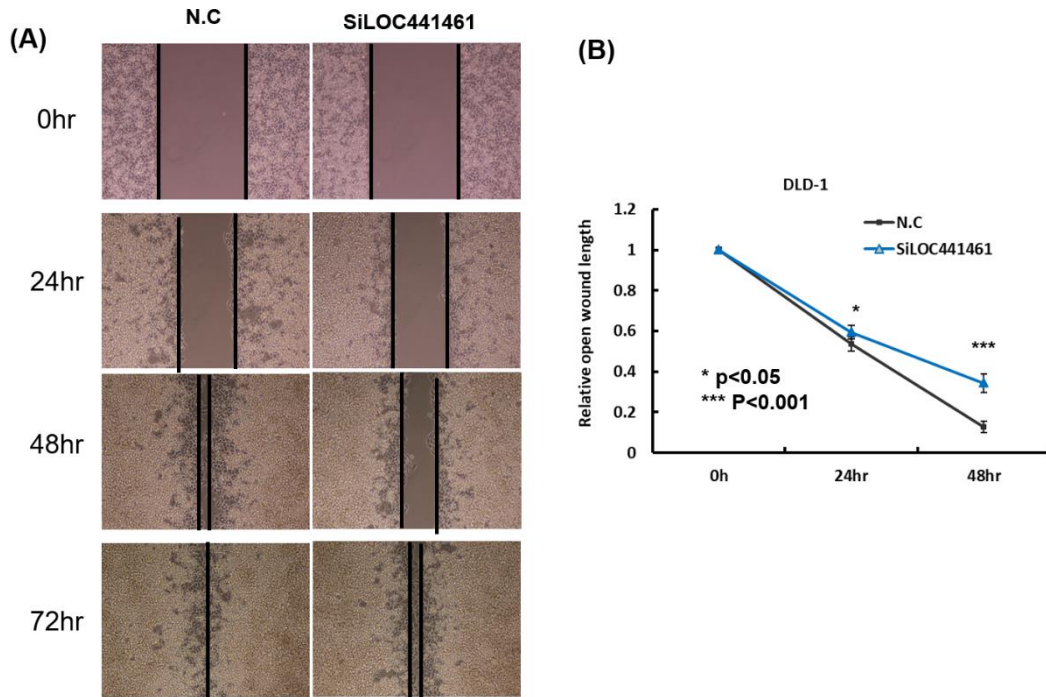 (A)
N.C
SiLOC441461
0hr
24hr
48hr
72hr
(B)
DLD-1
Relative open wound length
1.2
1
0.8
0.6
0.4
0.2
0
N.C
SiLOC441461
*
***
* p<0.05
*** P<0.001
0h
24hr
48hr